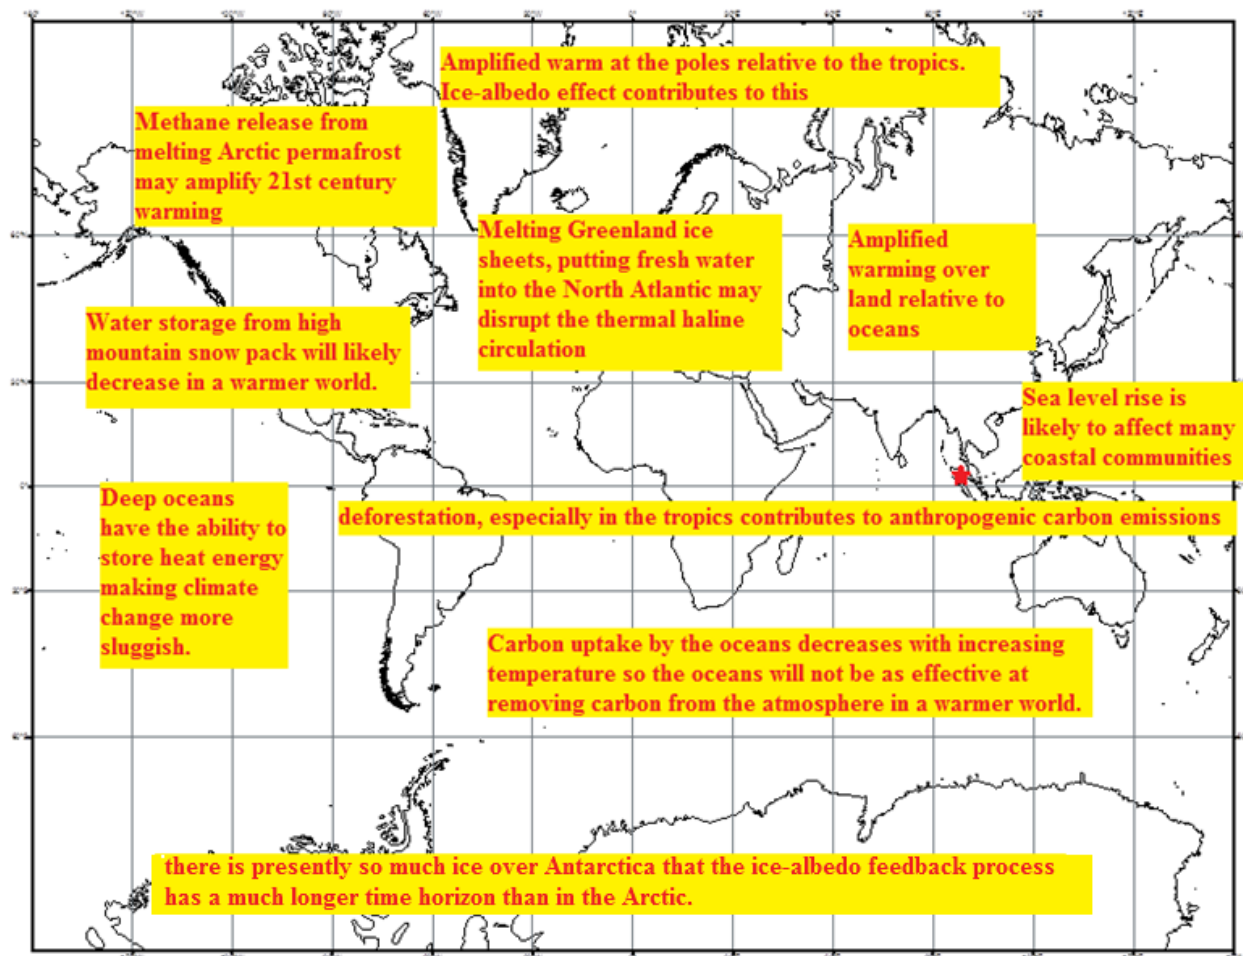 Amplified warm at the poles relative to the tropics.
Ice-albedo effect contributes to this
Methane release from
melting Arctic permafrost
may amplify 21st century
warming
Melting Greenland ice
sheets, putting fresh water
into the North Atlantic may
disrupt the thermal haline
circulation
Amplified
warming over
land relative to
oceans
Water storage from high
mountain snow pack will likely
decrease in a warmer world.
Sea level rise is
likely to affect many
coastal communities
Deep oceans
have the ability to
store heat energy
making climate
change more
sluggish.
deforestation, especially in the tropics contributes to anthropogenic carbon emissions
Carbon uptake by the oceans decreases with increasing
temperature so the oceans will not be as effective at
removing carbon from the atmosphere in a warmer world.
there is presently so much ice over Antarctica that the ice-albedo feedback process
has a much longer time horizon than in the Arctic.